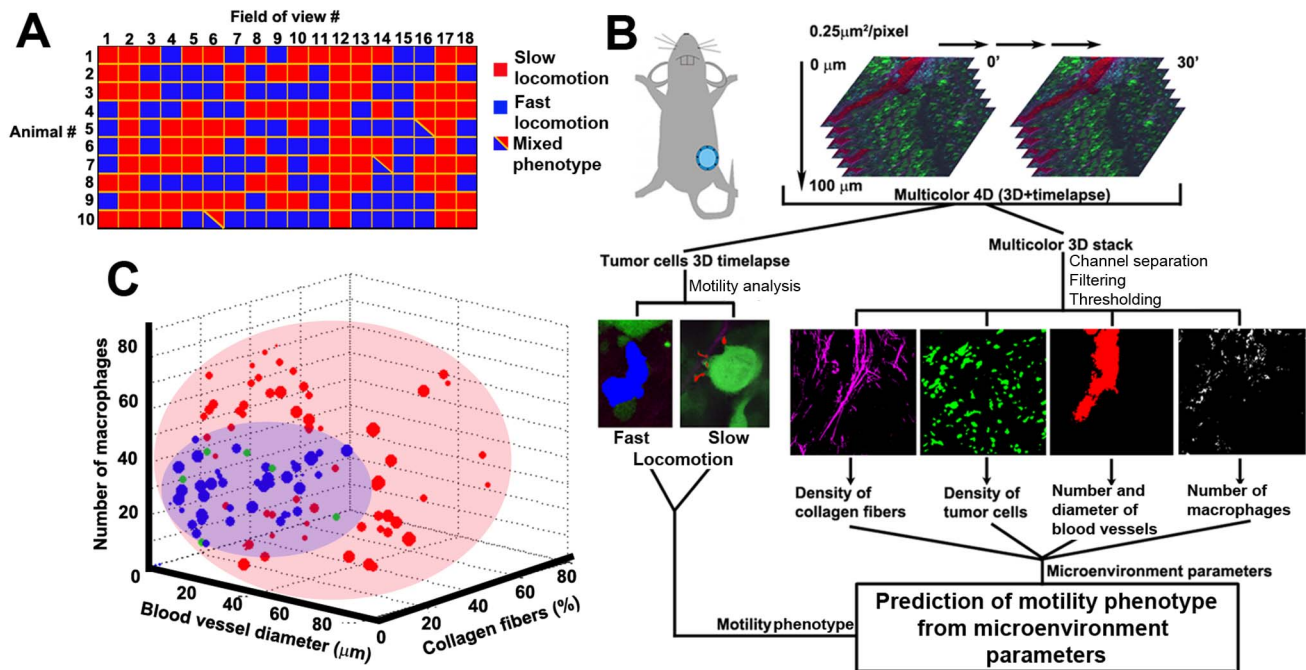 A
Field of view #
1 2 3 4 5 6 7 8 9 10 11 12 13 14 15 16 17 18
Animal #
1
2
3
4
5
6
7
8
9
10
Slow
locomotion
Fast
locomotion
Mixed
phenotype
B
0.25μm²/pixel
0 μm
100 μm
0'
30'
Multicolor 4D (3D+timelapse)
Tumor cells 3D timelapse
Motility analysis
Multicolor 3D stack
Channel separation
Filtering
Thresholding
Fast
Slow
Locomotion
Density of
collagen fibers
Density of
tumor cells
Number and
diameter of
blood vessels
Number of
macrophages
Microenvironment parameters
Motility phenotype
Prediction of motility phenotype
from microenvironment
parameters
C
Number of macrophages
80
60
40
20
0
20
40
60
80
Blood vessel diameter (μm)
0
20
40
60
80
Collagen fibers (%)